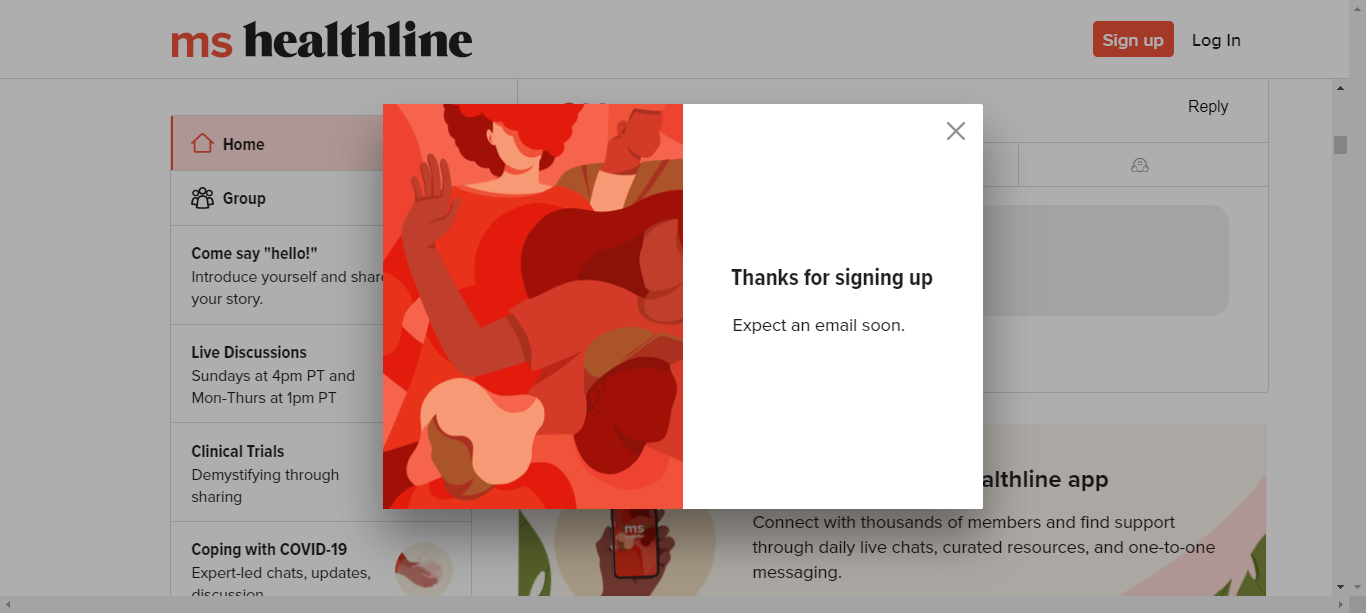 ms healthline
Sign up
Log In
Reply
Home
Group
Come say "hello!"
Introduce yourself and share
your story.
Live Discussions
Sundays at 4pm PT and
Mon-Thurs at 1pm PT
Clinical Trials
Demystifying through
sharing
Coping with COVID-19
Expert-led chats, updates,
discussion
Thanks for signing up
Expect an email soon.
althline app
ms
Connect with thousands of members and find support
through daily live chats, curated resources, and one-to-one
messaging.